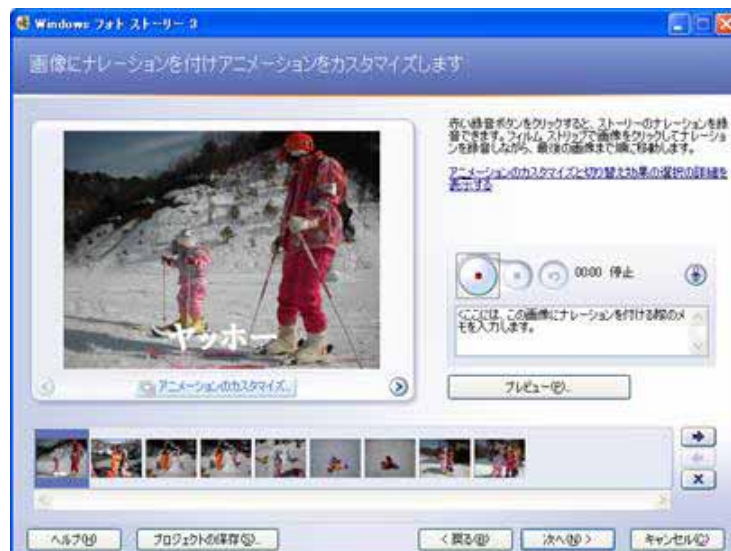 Windows フォト ストーリー 3
画像にナレーションを付けアニメーションをカスタマイズします
赤い録音ボタンをクリックすると、ストーリーのナレーションを録
音できます。フィルム ストリップで画像をクリックしてナレーショ
ンを録音しながら、最後の画像まで順に移動します。
アニメーションのカスタマイズと切り替え効果の選択の詳細を
表示する
00:00 停止
<ここには、この画像にナレーションを付ける際のメ
モを入力します。
ヤッホー
アニメーションのカスタマイズ...
プレビュー(P)...
ヘルプ(H)
プロジェクトの保存(S)...
< 戻る(B)
次へ(N) >
キャンセル(C)